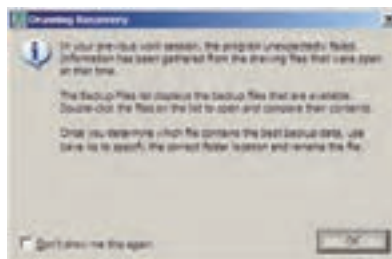 Drawing Recovery
In your previous work session, the program unexpectedly failed.
Information has been gathered from the drawing files that were open
at that time.
The Backup Files list displays the backup files that are available.
Double-click the files on the list to open and compare their contents.
Once you determine which file contains the best backup data, use
Save As to specify the correct folder location and rename the file.
Don't show me this again
OK